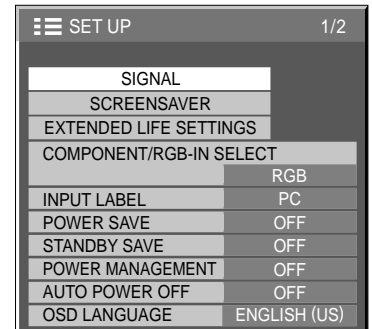 SET UP 1/2
SIGNAL
SCREENSAVER
EXTENDED LIFE SETTINGS
COMPONENT/RGB-IN SELECT
RGB
INPUT LABEL PC
POWER SAVE OFF
STANDBY SAVE OFF
POWER MANAGEMENT OFF
AUTO POWER OFF OFF
OSD LANGUAGE ENGLISH (US)